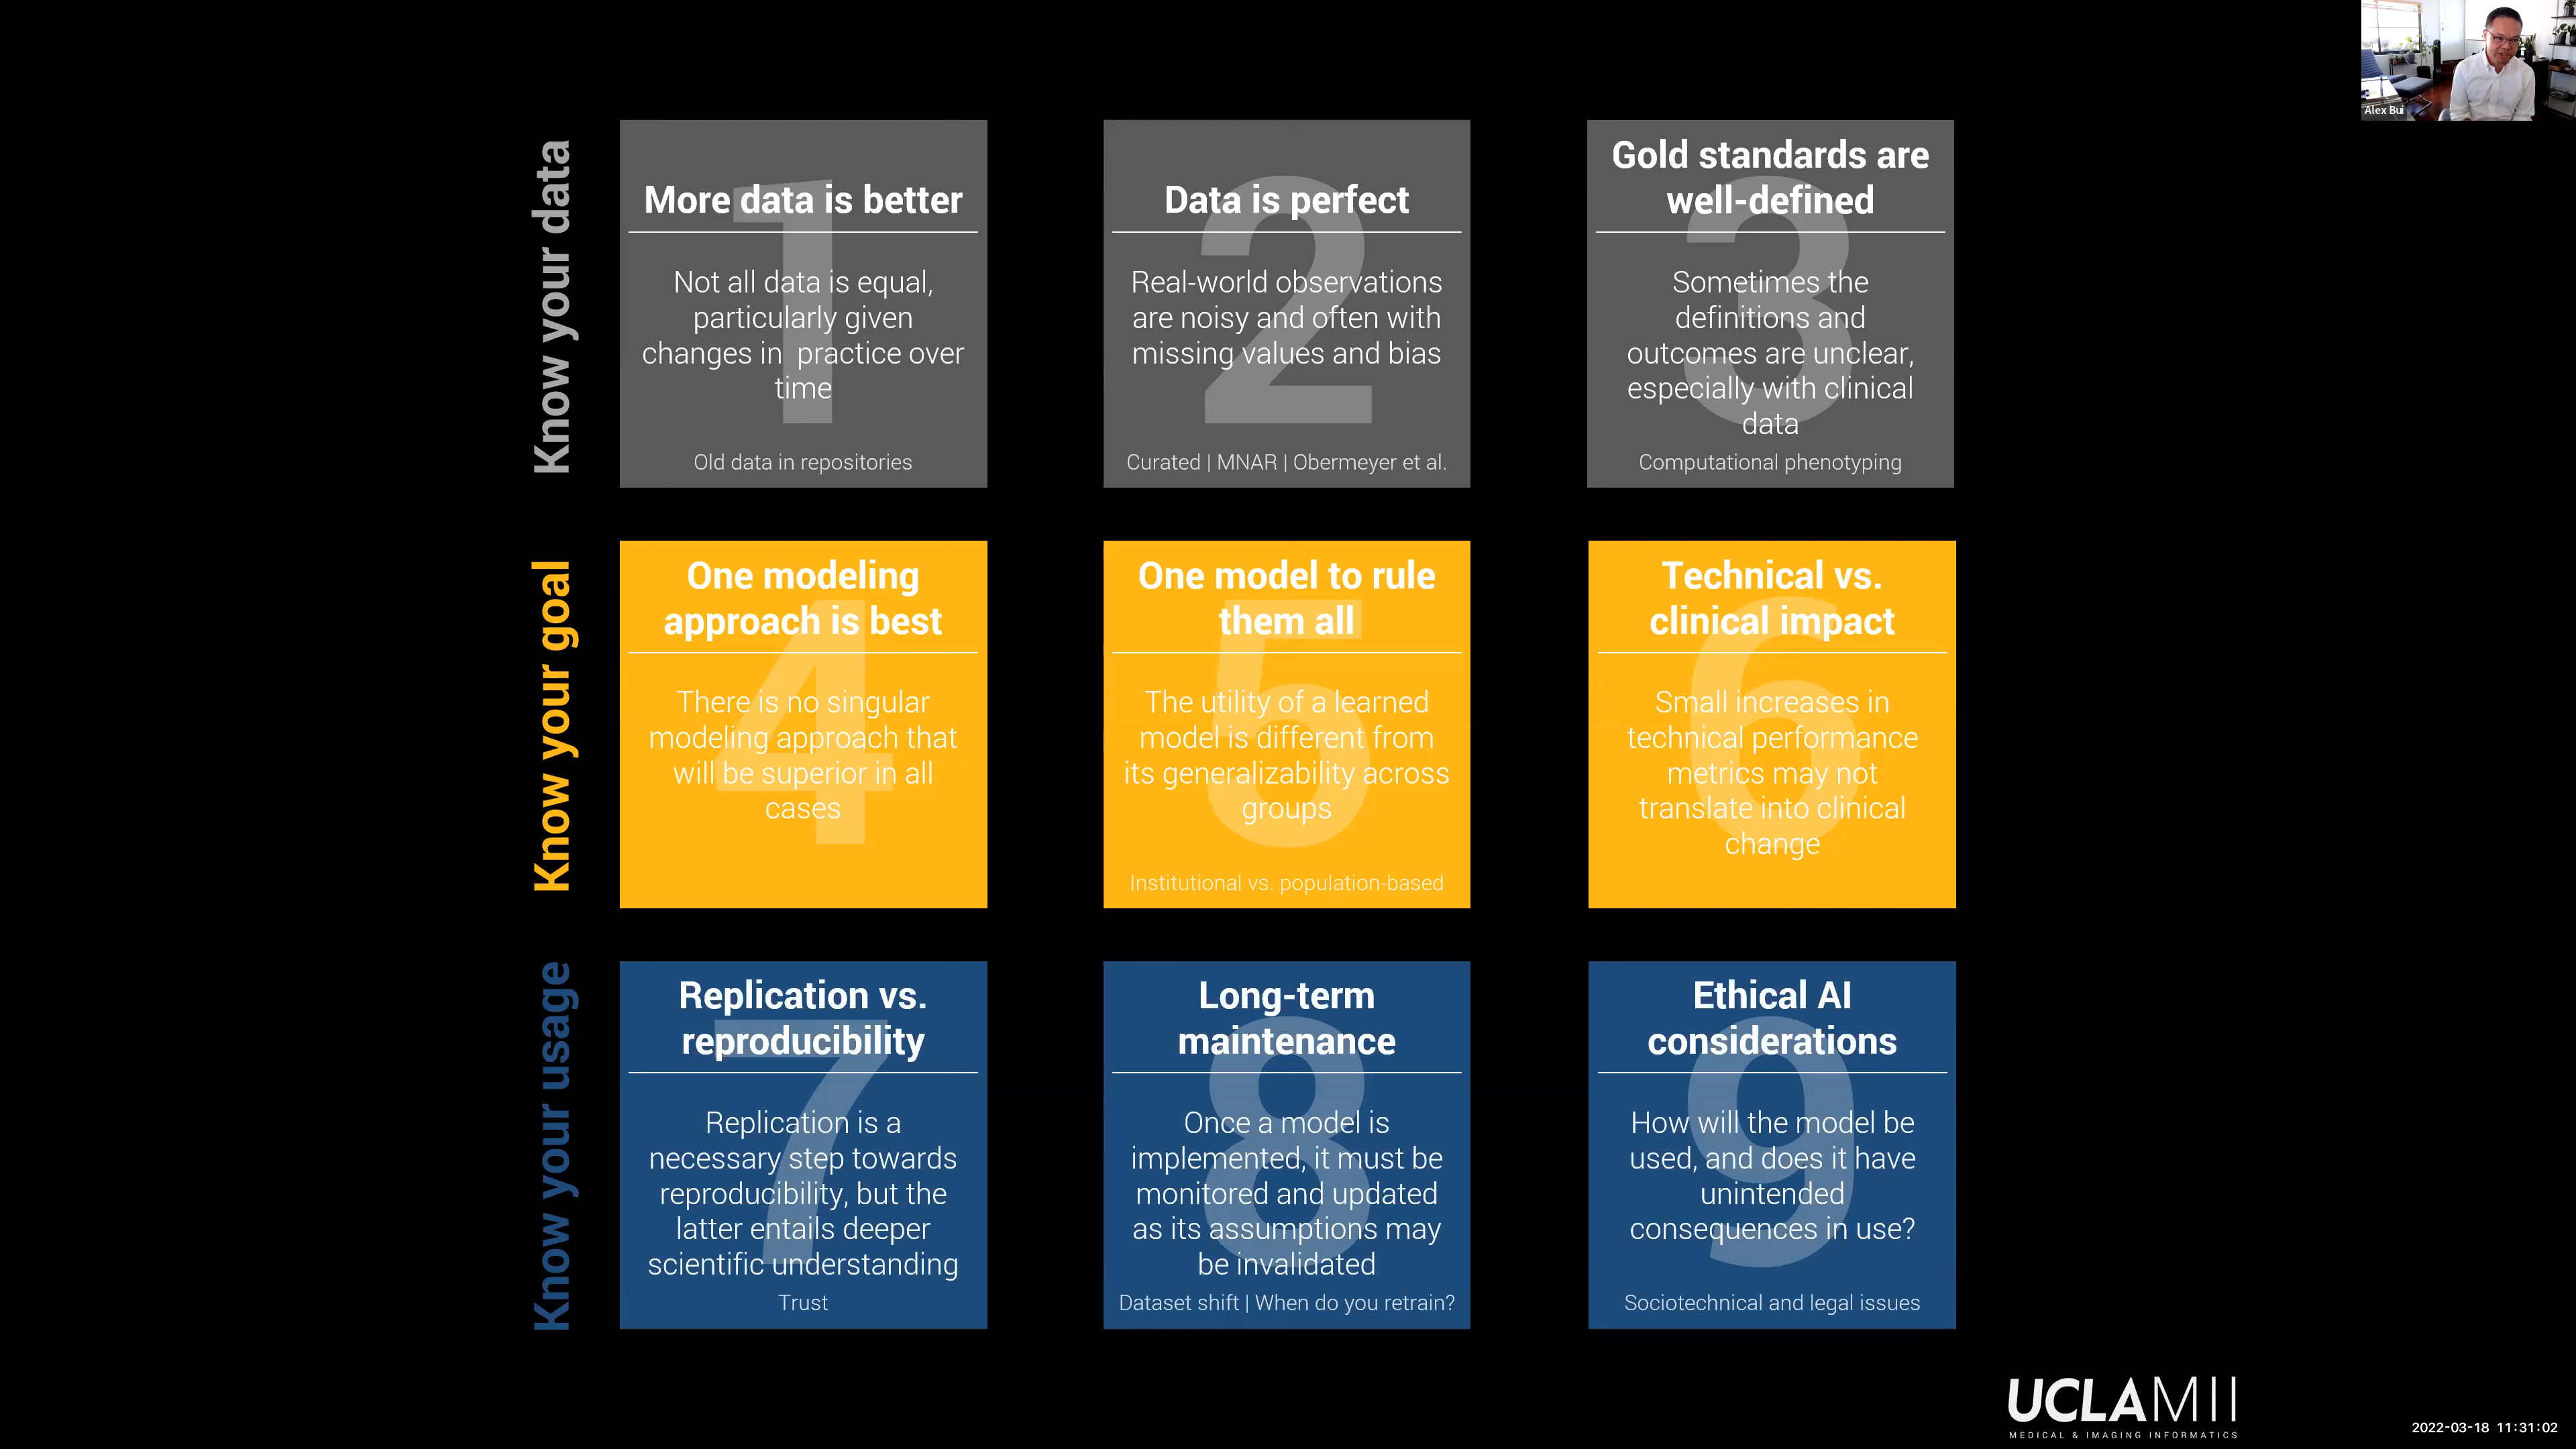 Alex Bui
Know your data
1
More data is better
Not all data is equal,
particularly given
changes in  practice over
time
Old data in repositories
2
Data is perfect
Real-world observations
are noisy and often with
missing values and bias
Curated | MNAR | Obermeyer et al.
3
Gold standards are
well-defined
Sometimes the
definitions and
outcomes are unclear,
especially with clinical
data
Computational phenotyping
Know your goal
4
One modeling
approach is best
There is no singular
modeling approach that
will be superior in all
cases
5
One model to rule
them all
The utility of a learned
model is different from
its generalizability across
groups
Institutional vs. population-based
6
Technical vs.
clinical impact
Small increases in
technical performance
metrics may not
translate into clinical
change
Know your usage
7
Replication vs.
reproducibility
Replication is a
necessary step towards
reproducibility, but the
latter entails deeper
scientific understanding
Trust
8
Long-term
maintenance
Once a model is
implemented, it must be
monitored and updated
as its assumptions may
be invalidated
Dataset shift | When do you retrain?
9
Ethical AI
considerations
How will the model be
used, and does it have
unintended
consequences in use?
Sociotechnical and legal issues
UCLAMII
MEDICAL & IMAGING INFORMATICS
2022-03-18 11:31:02